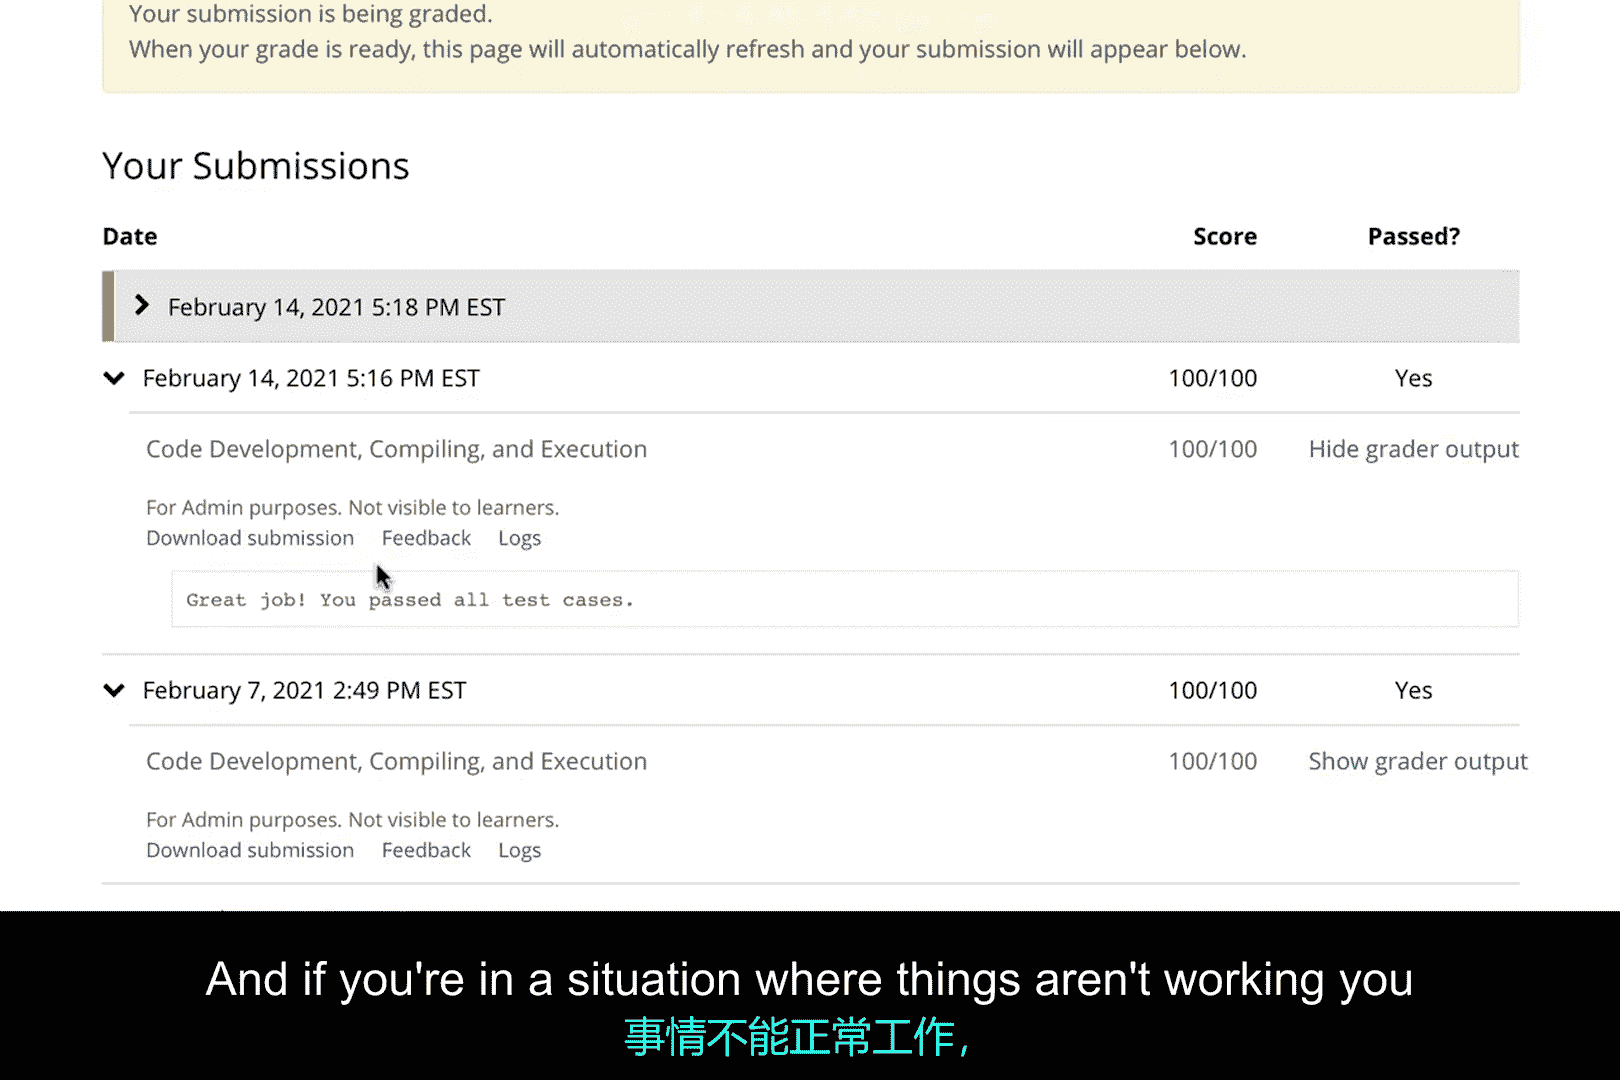 Your submission is being graded.
When your grade is ready, this page will automatically refresh and your submission will appear below.
Your Submissions
Date Score Passed?
February 14, 2021 5:18 PM EST
February 14, 2021 5:16 PM EST 100/100 Yes
Code Development, Compiling, and Execution 100/100 Hide grader output
For Admin purposes. Not visible to learners.
Download submission Feedback Logs
Great job! You passed all test cases.
February 7, 2021 2:49 PM EST 100/100 Yes
Code Development, Compiling, and Execution 100/100 Show grader output
For Admin purposes. Not visible to learners.
Download submission Feedback Logs
And if you're in a situation where things aren't working you
事情不能正常工作，